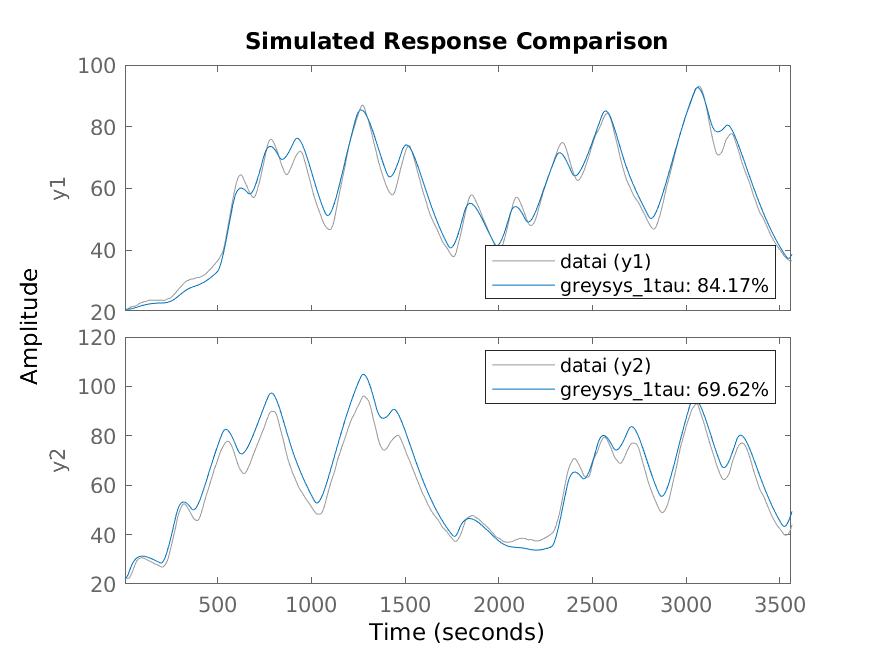 Simulated Response Comparison
100
80
60
40
20
y1
datai (y1)
greysys_1tau: 84.17%
Amplitude
120
100
80
60
40
20
y2
datai (y2)
greysys_1tau: 69.62%
500 1000 1500 2000 2500 3000 3500
Time (seconds)